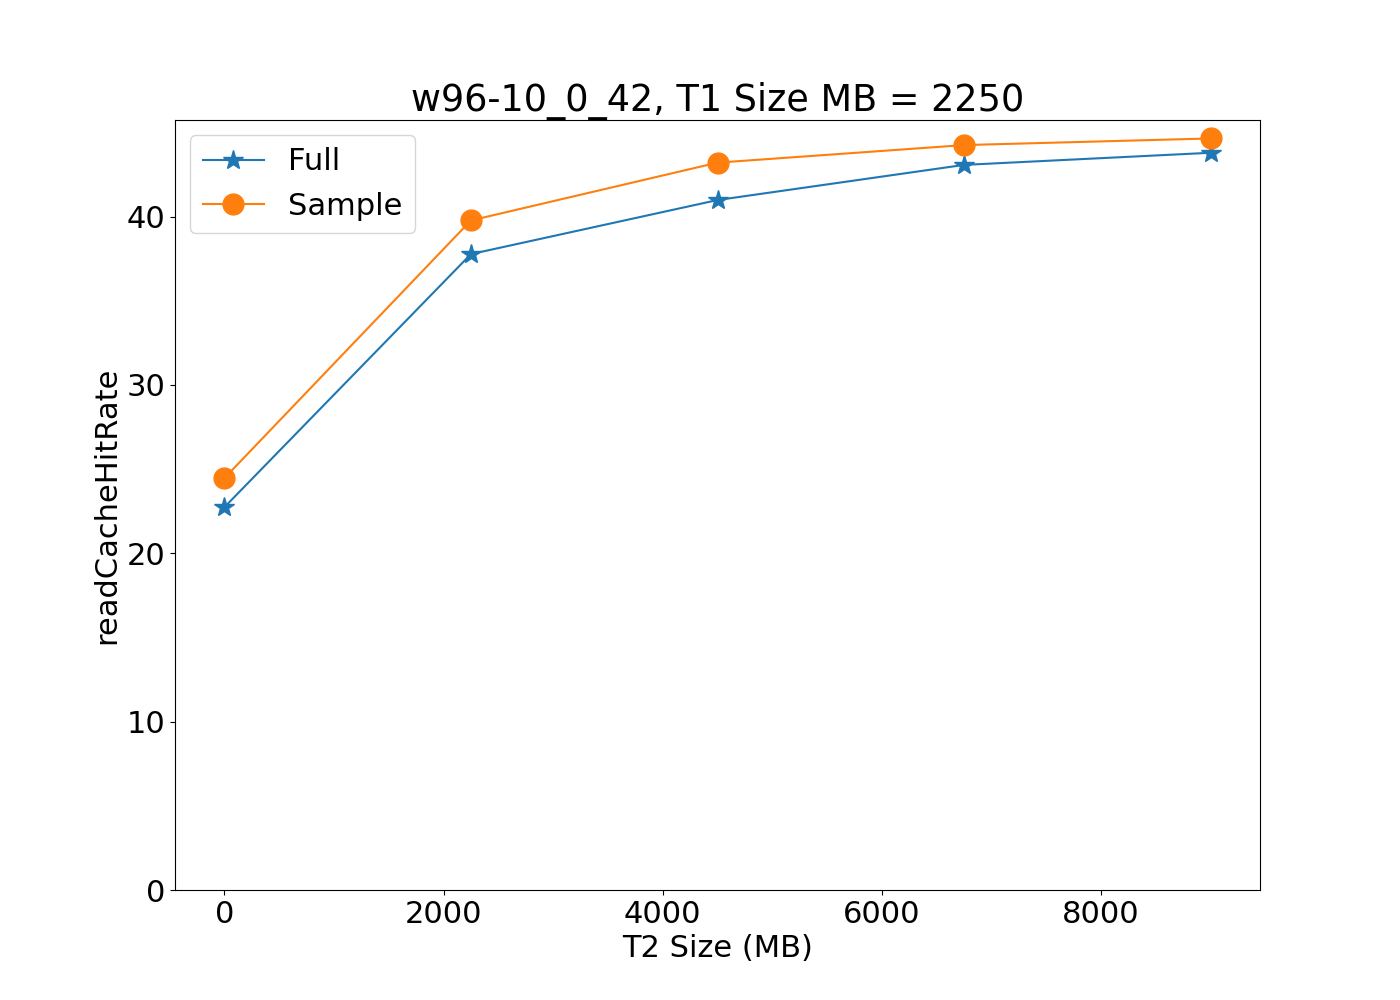 w96-10_0_42, T1 Size MB = 2250
Full
Sample
40
30
20
10
0
readCacheHitRate
0 2000 4000 6000 8000
T2 Size (MB)